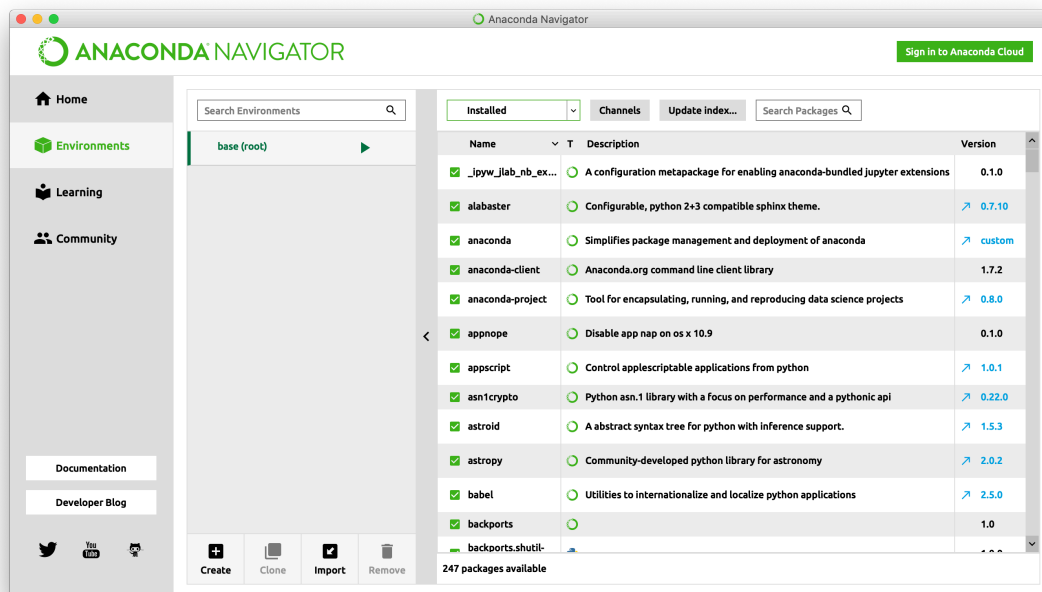 Anaconda Navigator
ANACONDA NAVIGATOR
Sign in to Anaconda Cloud
Home
Environments
Learning
Community
Documentation
Developer Blog
You Tube
Search Environments
base (root)
Create
Clone
Import
Remove
Installed
Channels
Update index...
Search Packages
Name T Description Version
_ipyw_jlab_nb_ex... A configuration metapackage for enabling anaconda-bundled jupyter extensions 0.1.0
alabaster Configurable, python 2+3 compatible sphinx theme. 0.7.10
anaconda Simplifies package management and deployment of anaconda custom
anaconda-client Anaconda.org command line client library 1.7.2
anaconda-project Tool for encapsulating, running, and reproducing data science projects 0.8.0
appnope Disable app nap on os x 10.9 0.1.0
appscript Control applescriptable applications from python 1.0.1
asn1crypto Python asn.1 library with a focus on performance and a pythonic api 0.22.0
astroid A abstract syntax tree for python with inference support. 1.5.3
astropy Community-developed python library for astronomy 2.0.2
babel Utilities to internationalize and localize python applications 2.5.0
backports 1.0
backports.shutil-
247 packages available